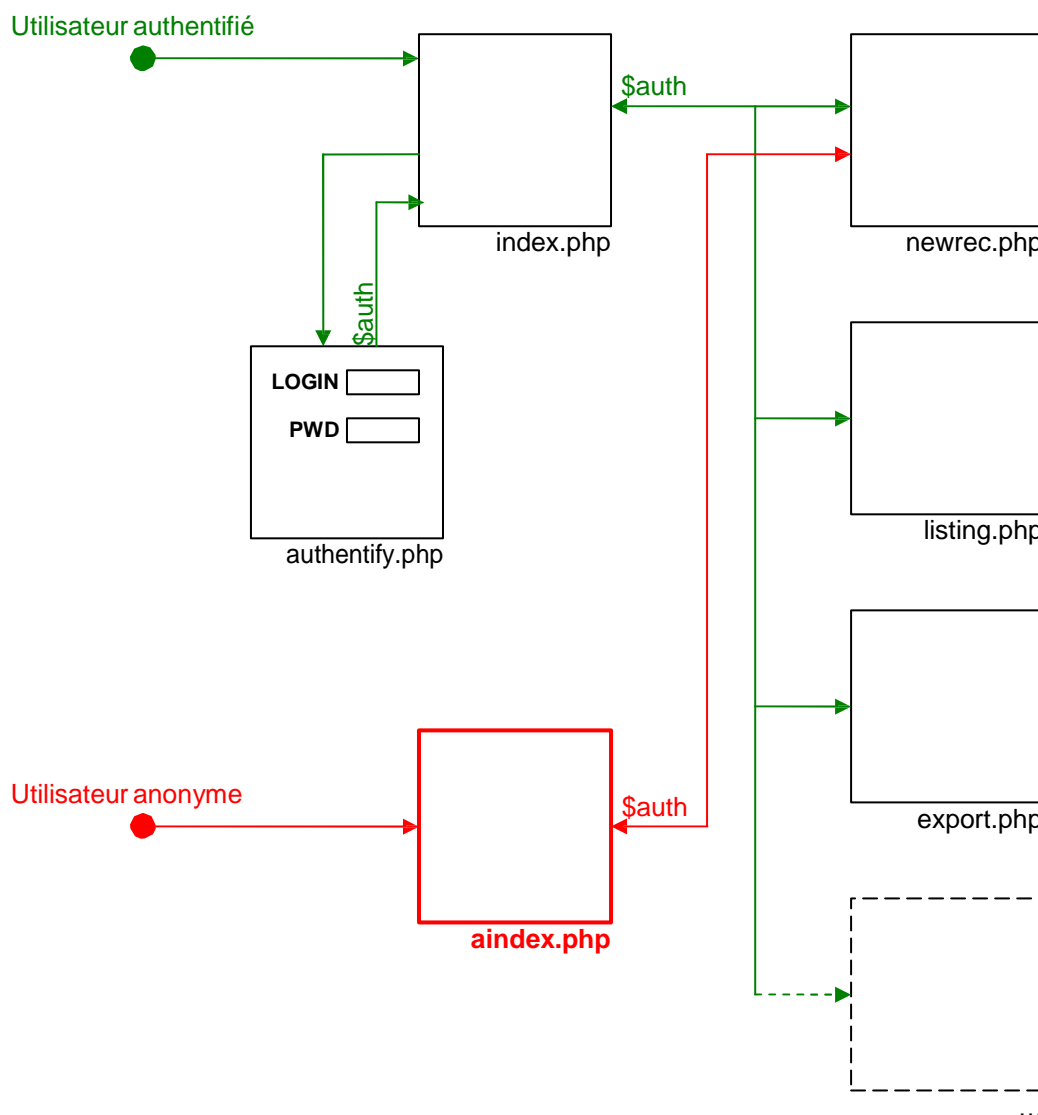 Utilisateur authentifié
$auth
index.php
newrec.php
$auth
LOGIN
PWD
listing.php
authentify.php
Utilisateur anonyme
$auth
export.php
aindex.php
...